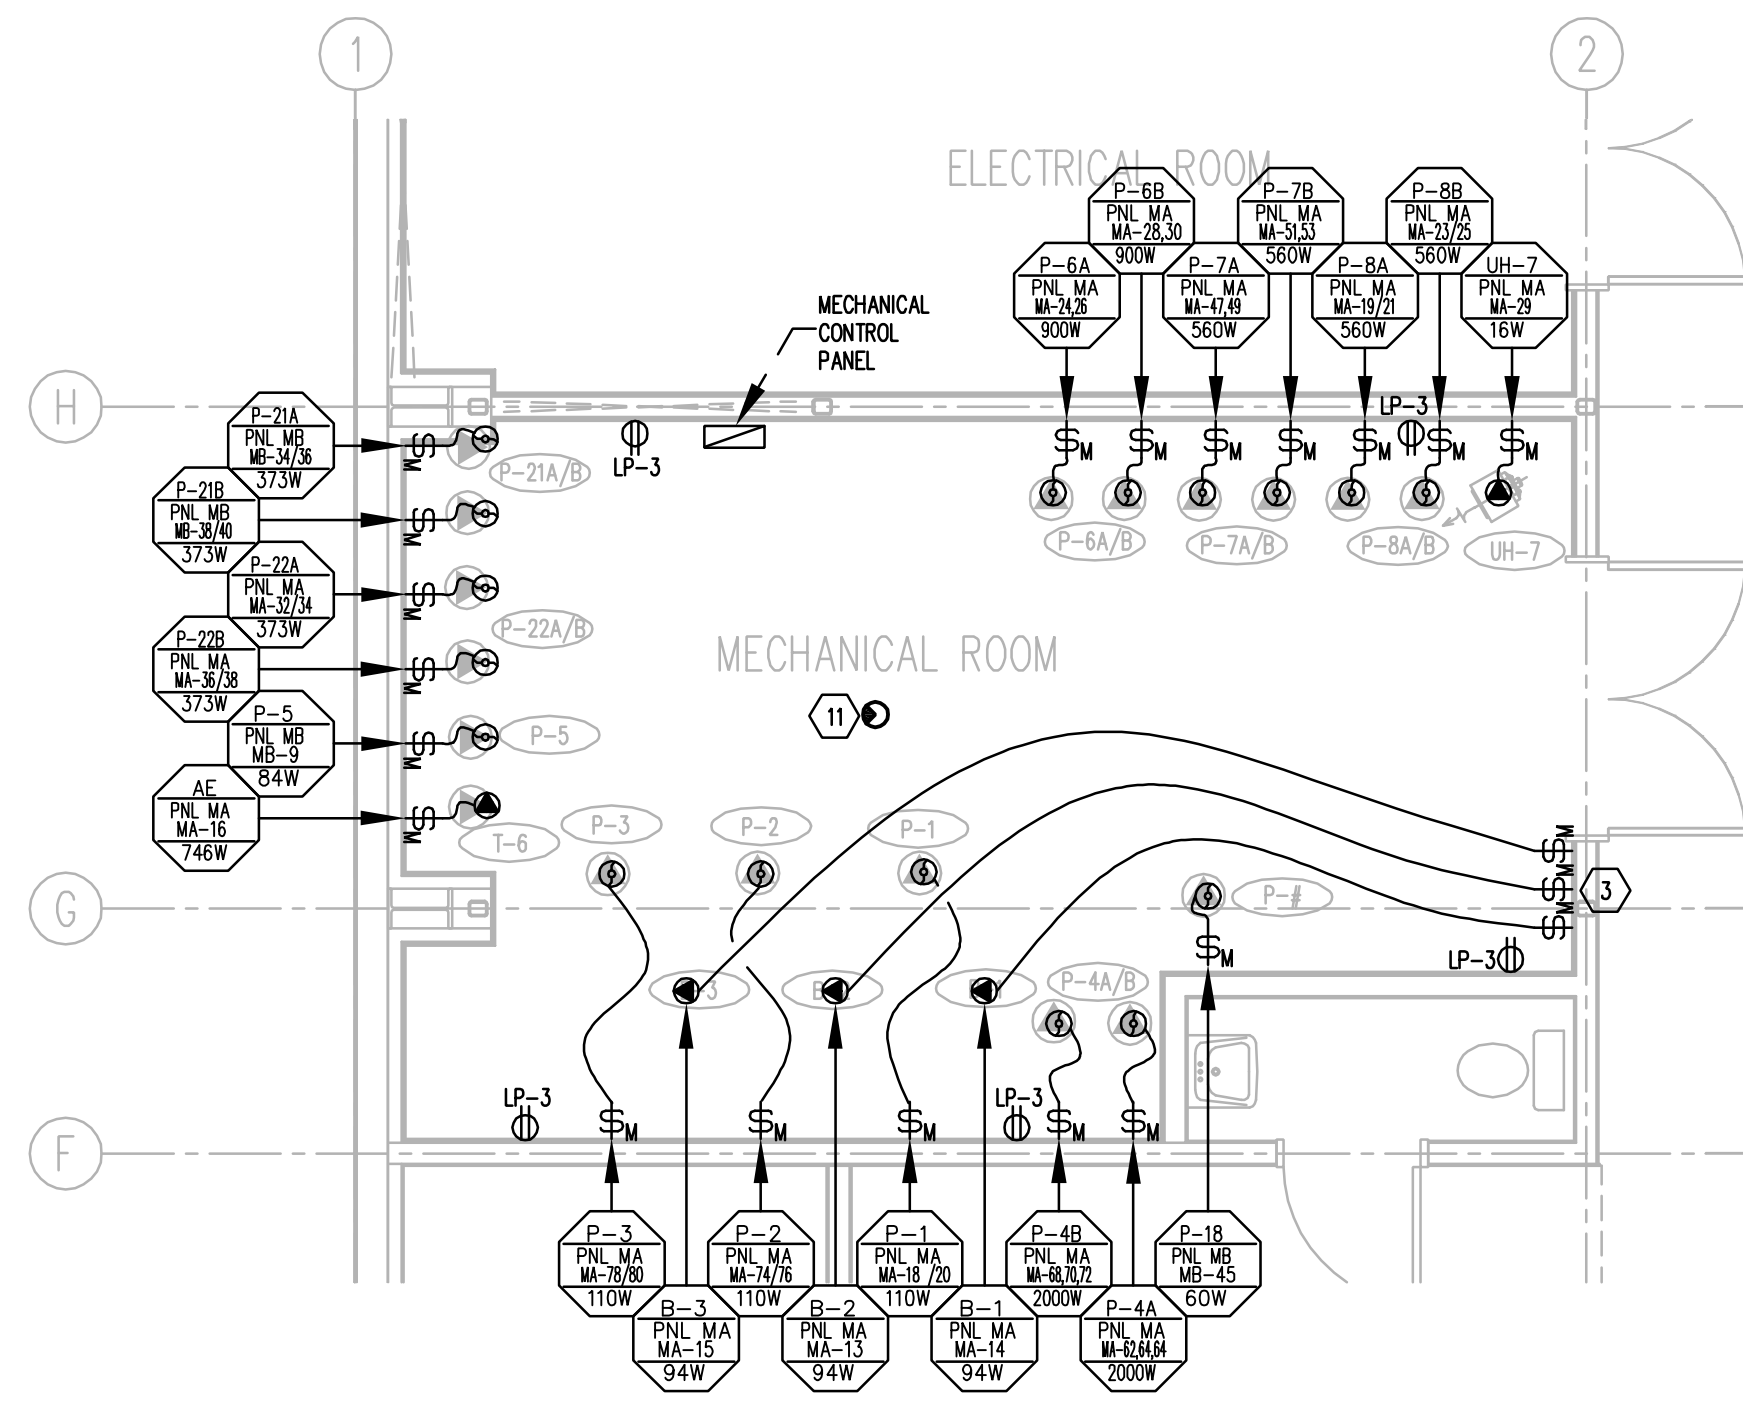 1
2
ELECTRICAL ROOM
P-6B
PNL MA
MA-28,30
900W
P-7B
PNL MA
MA-51,53
560W
P-8B
PNL MA
MA-23/25
560W
P-6A
PNL MA
MA-24,26
900W
P-7A
PNL MA
MA-47,49
560W
P-8A
PNL MA
MA-19/21
560W
UH-7
PNL MA
MA-29
16W
MECHANICAL
CONTROL
PANEL
H
LP-3
LP-3
$M
$M
$M
$M
$M
$M
$M
P-6A/B
P-7A/B
P-8A/B
UH-7
P-21A
PNL MB
MB-34/36
373W
$M
P-21A/B
P-21B
PNL MB
MB-38/40
373W
$M
P-22A
PNL MA
MA-32/34
373W
$M
P-22A/B
P-22B
PNL MA
MA-36/38
373W
$M
P-5
PNL MB
MB-9
84W
$M
P-5
AE
PNL MA
MA-16
746W
$M
T-6
MECHANICAL ROOM
11
P-3
P-2
P-1
P-#
$M
$M
$M
3
G
$M
LP-3
P-4A/B
LP-3
LP-3
$M
$M
$M
$M
$M
F
P-3
PNL MA
MA-78/80
110W
P-2
PNL MA
MA-74/76
110W
P-1
PNL MA
MA-18 /20
110W
P-4B
PNL MA
MA-68,70,72
2000W
P-18
PNL MB
MB-45
60W
B-3
PNL MA
MA-15
94W
B-2
PNL MA
MA-13
94W
B-1
PNL MA
MA-14
94W
P-4A
PNL MA
MA-62,64,64
2000W